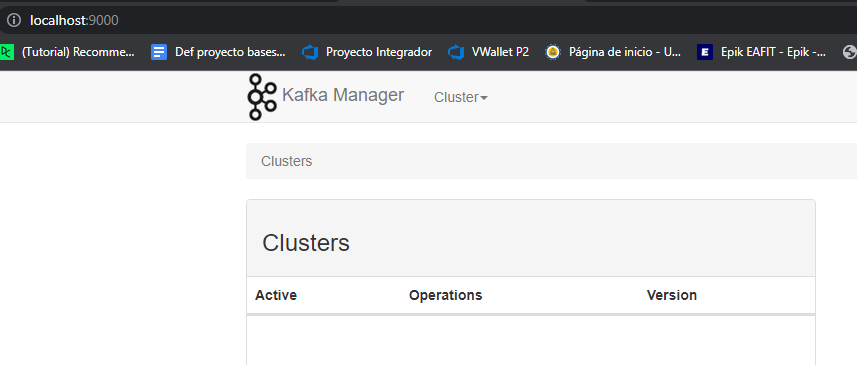 localhost:9000
(Tutorial) Recomme... Def proyecto bases... Proyecto Integrador VWallet P2 Página de inicio - U... Epik EAFIT - Epik -...
Kafka Manager Cluster
Clusters
Clusters
Active Operations Version